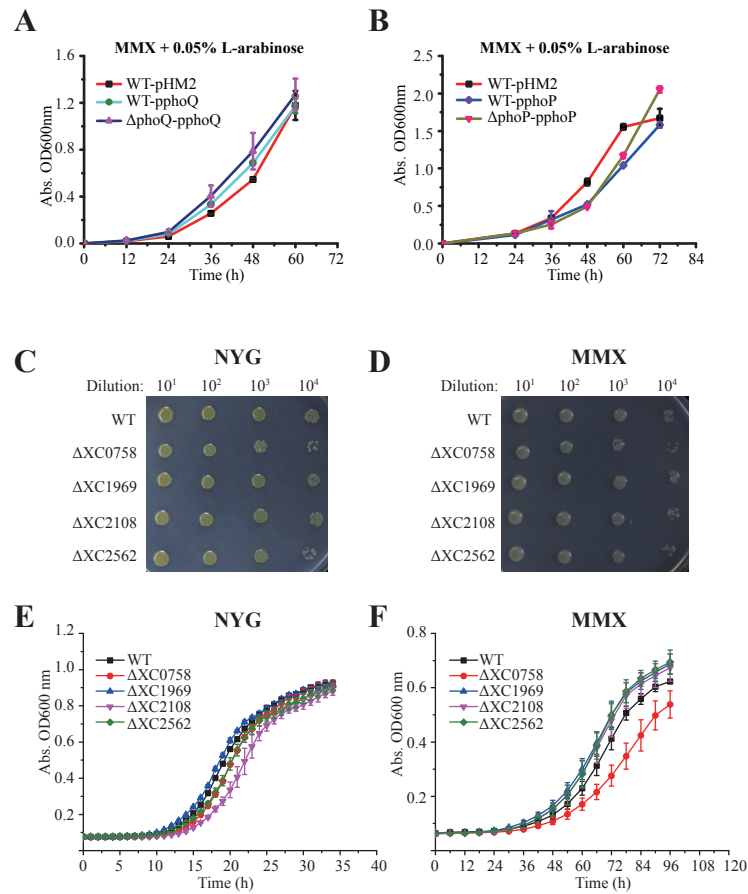 A
MMX + 0.05% L-arabinose
1.6
1.2
0.8
0.4
0.0
Abs. OD600nm
WT-pHM2
WT-pphoQ
ΔphoQ-pphoQ
0 12 24 36 48 60 72
Time (h)
B
MMX + 0.05% L-arabinose
2.5
2.0
1.5
1.0
0.5
0.0
Abs. OD600nm
WT-pHM2
WT-pphoP
ΔphoP-pphoP
0 12 24 36 48 60 72 84
Time (h)
C
NYG
Dilution: 10¹ 10² 10³ 10⁴
WT
ΔXC0758
ΔXC1969
ΔXC2108
ΔXC2562
D
MMX
Dilution: 10¹ 10² 10³ 10⁴
WT
ΔXC0758
ΔXC1969
ΔXC2108
ΔXC2562
E
NYG
1.2
1.0
0.8
0.6
0.4
0.2
Abs. OD600 nm
WT
ΔXC0758
ΔXC1969
ΔXC2108
ΔXC2562
0 5 10 15 20 25 30 35 40
Time (h)
F
MMX
0.8
0.6
0.4
0.2
Abs. OD600 nm
WT
ΔXC0758
ΔXC1969
ΔXC2108
ΔXC2562
0 12 24 36 48 60 72 84 96 108 120
Time (h)